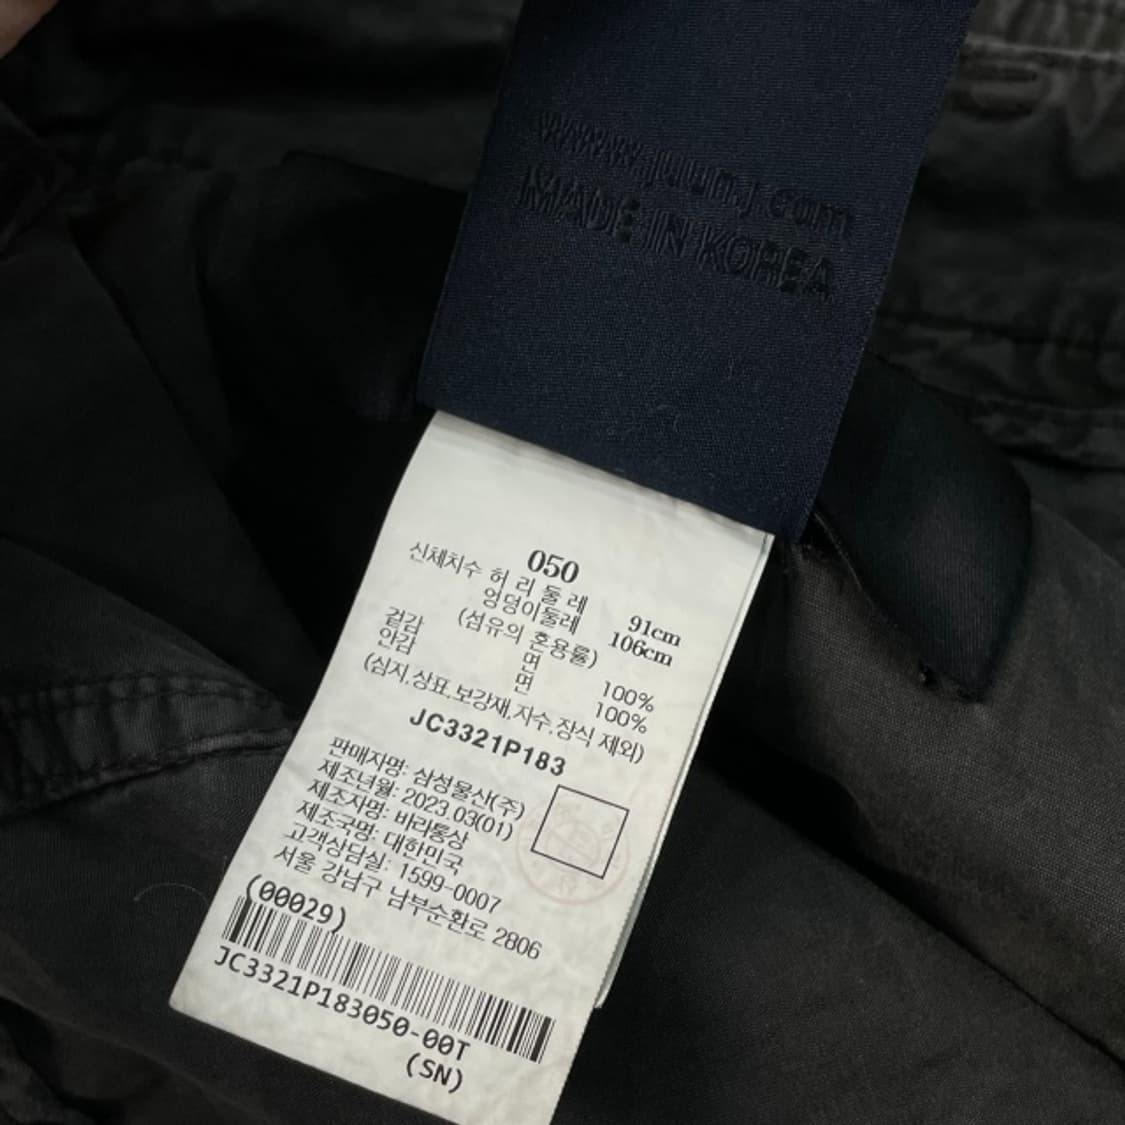 www.juunj.com
MADE IN KOREA
050
신체치수 허 리 둘 레 91cm
엉덩이둘레 106cm
(섬유의 혼용률)
겉감 면 100%
안감 면 100%
(심지,상표,보강재,자수,장식 제외)
JC3321P183
판매자명: 삼성물산(주)
제조년월: 2023.03(01)
제조자명: 바라통상
제조국명: 대한민국
고객상담실: 1599-0007
서울 강남구 남부순환로 2806
(00029)
JC3321P183050-00T
(SN)